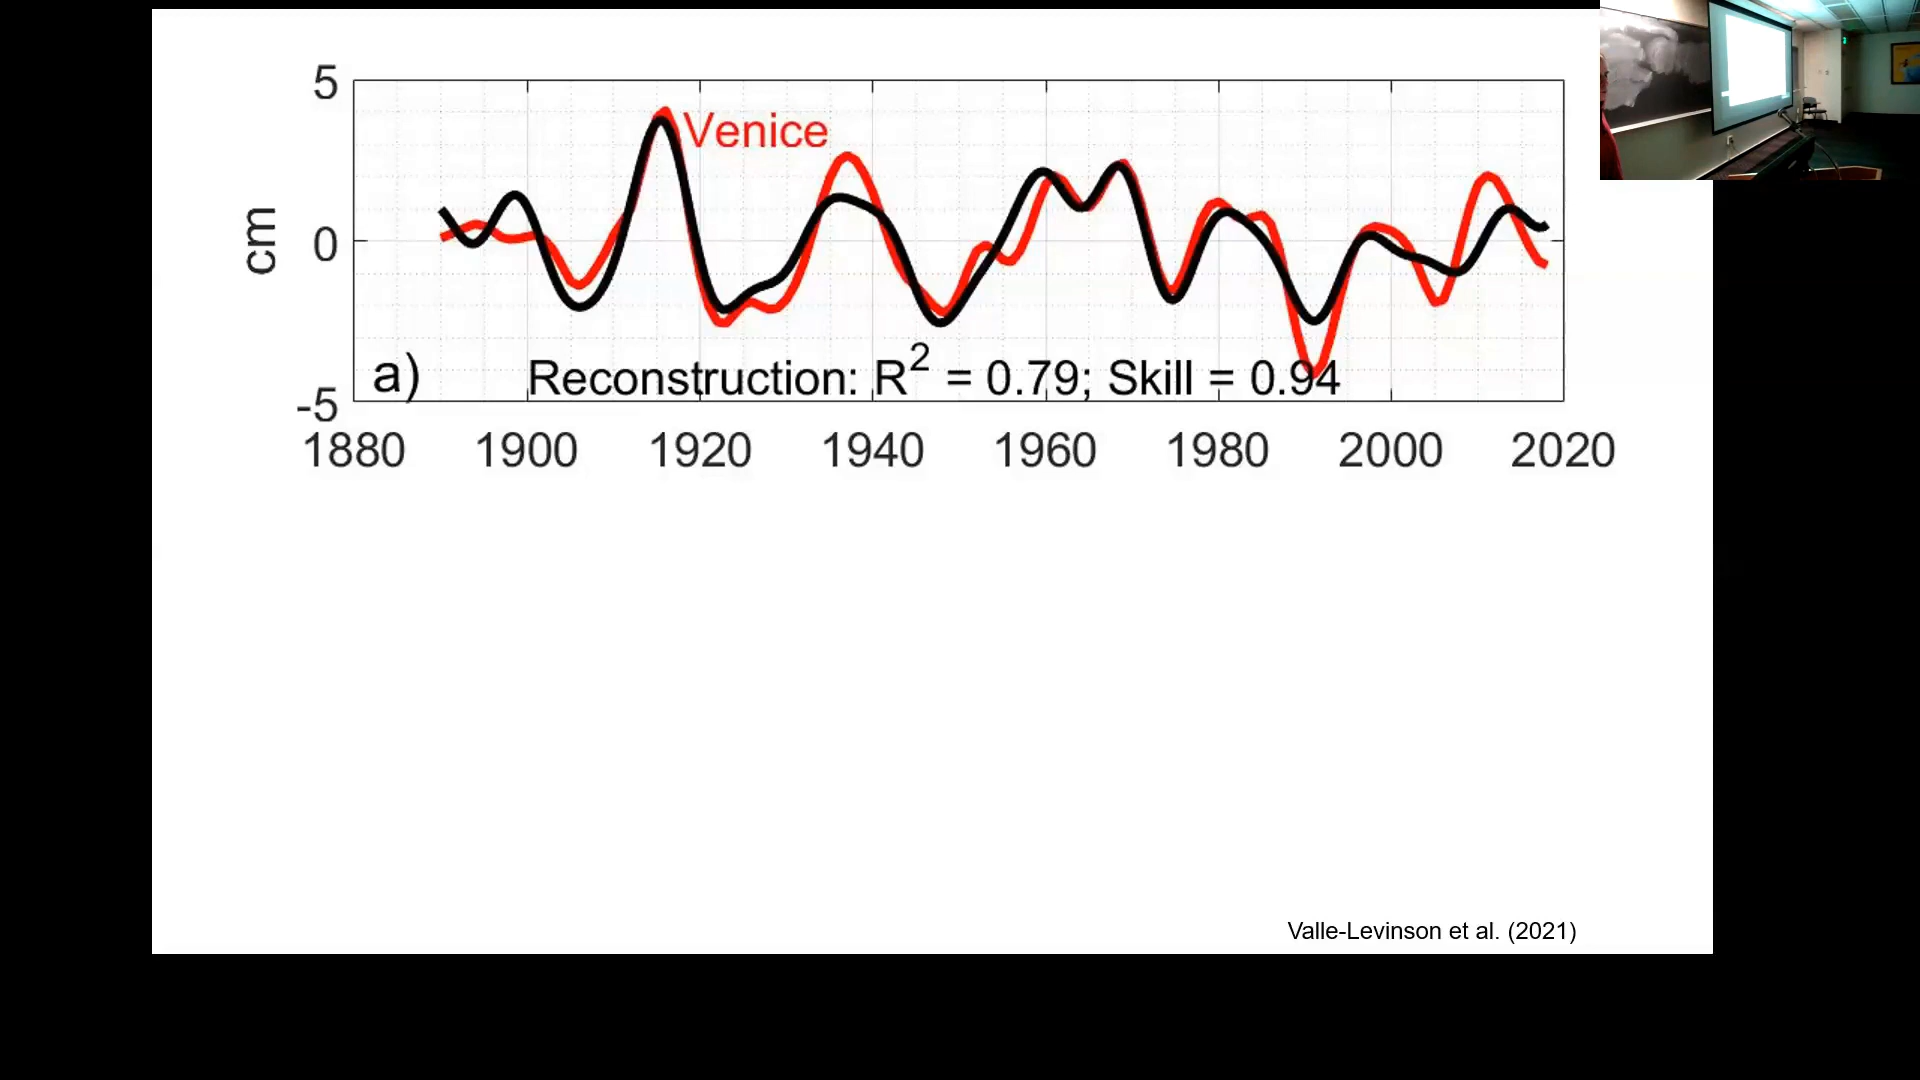 5
Venice
cm
0
a) Reconstruction: R² = 0.79; Skill = 0.94
-5
1880 1900 1920 1940 1960 1980 2000 2020
Valle-Levinson et al. (2021)